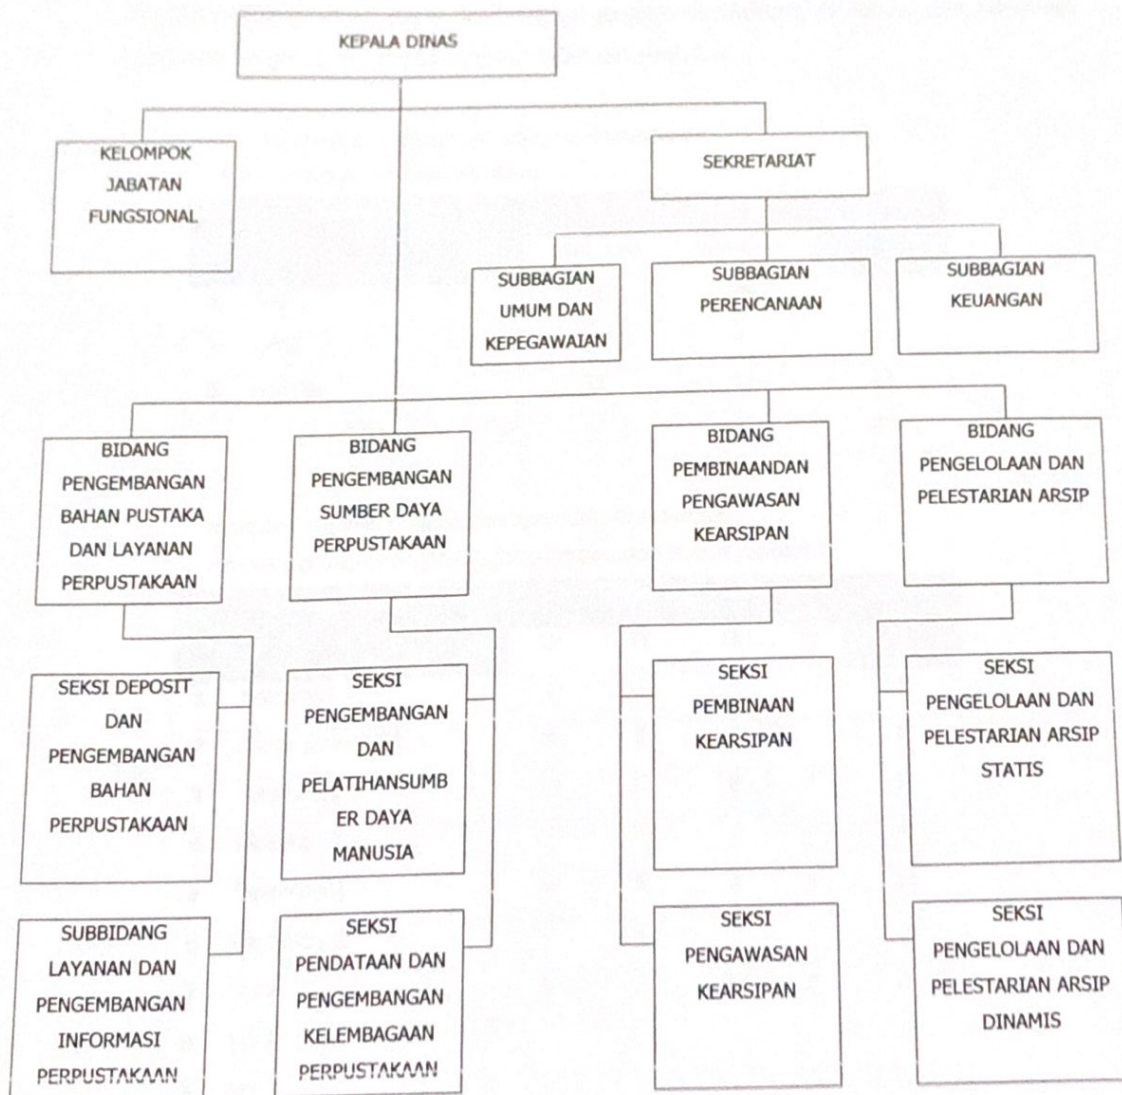 KEPALA DINAS
KELOMPOK
JABATAN
FUNGSIONAL
SEKRETARIAT
SUBBAGIAN
UMUM DAN
KEPEGAWAIAN
SUBBAGIAN
PERENCANAAN
SUBBAGIAN
KEUANGAN
BIDANG
PENGEMBANGAN
BAHAN PUSTAKA
DAN LAYANAN
PERPUSTAKAAN
BIDANG
PENGEMBANGAN
SUMBER DAYA
PERPUSTAKAAN
BIDANG
PEMBINAANDAN
PENGAWASAN
KEARSIPAN
BIDANG
PENGELOLAAN DAN
PELESTARIAN ARSIP
SEKSI DEPOSIT
DAN
PENGEMBANGAN
BAHAN
PERPUSTAKAAN
SEKSI
PENGEMBANGAN
DAN
PELATIHANSUMB
ER DAYA
MANUSIA
SEKSI
PEMBINAAN
KEARSIPAN
SEKSI
PENGELOLAAN DAN
PELESTARIAN ARSIP
STATIS
SUBBIDANG
LAYANAN DAN
PENGEMBANGAN
INFORMASI
PERPUSTAKAAN
SEKSI
PENDATAAN DAN
PENGEMBANGAN
KELEMBAGAAN
PERPUSTAKAAN
SEKSI
PENGAWASAN
KEARSIPAN
SEKSI
PENGELOLAAN DAN
PELESTARIAN ARSIP
DINAMIS